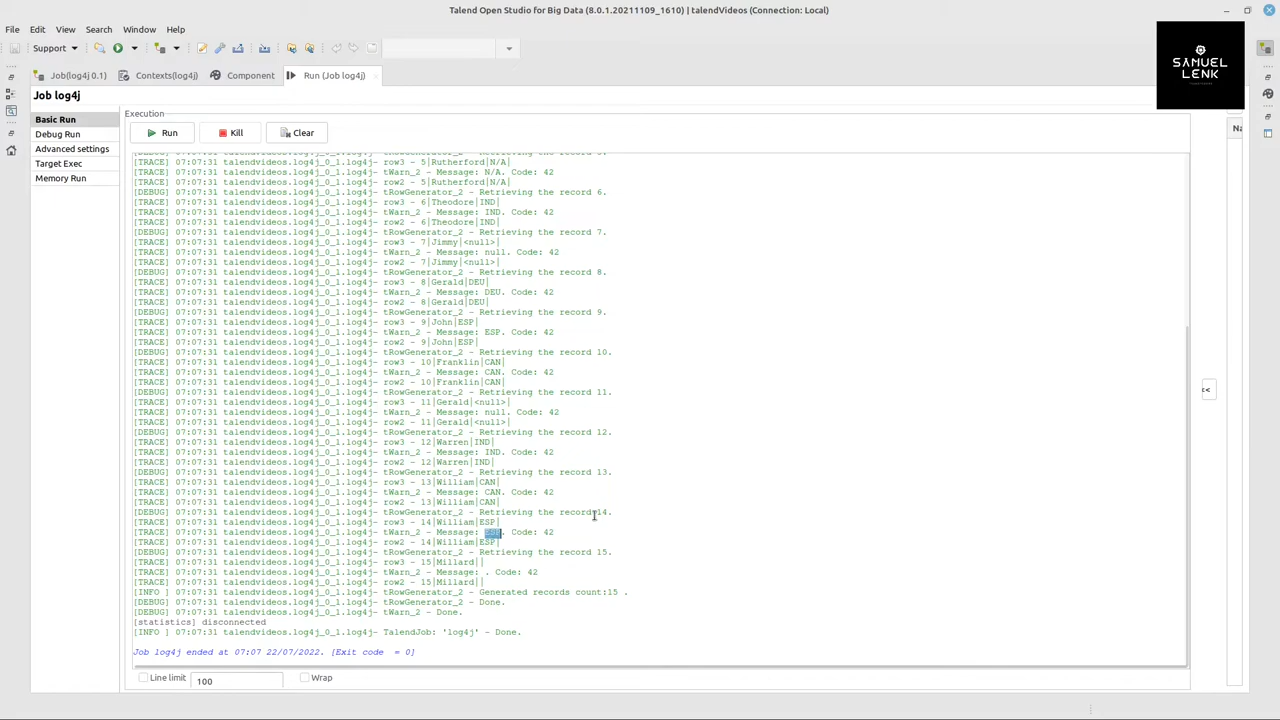 Talend Open Studio for Big Data (8.0.1.20211109_1610) | talendVideos (Connection: Local)
File Edit View Search Window Help
Support
SAMUEL
LENK
Job(log4j 0.1) Contexts(log4j) Component Run (Job log4j)
Job log4j
Basic Run
Debug Run
Advanced settings
Target Exec
Memory Run
Execution
Run Kill Clear
[TRACE] 07:07:31 talendvideos.log4j_0_1.log4j- row3 - 5|Rutherford|N/A|
[TRACE] 07:07:31 talendvideos.log4j_0_1.log4j- tWarn_2 - Message: N/A. Code: 42
[TRACE] 07:07:31 talendvideos.log4j_0_1.log4j- row2 - 5|Rutherford|N/A|
[DEBUG] 07:07:31 talendvideos.log4j_0_1.log4j- tRowGenerator_2 - Retrieving the record 6.
[TRACE] 07:07:31 talendvideos.log4j_0_1.log4j- row3 - 6|Theodore|IND|
[TRACE] 07:07:31 talendvideos.log4j_0_1.log4j- tWarn_2 - Message: IND. Code: 42
[TRACE] 07:07:31 talendvideos.log4j_0_1.log4j- row2 - 6|Theodore|IND|
[DEBUG] 07:07:31 talendvideos.log4j_0_1.log4j- tRowGenerator_2 - Retrieving the record 7.
[TRACE] 07:07:31 talendvideos.log4j_0_1.log4j- row3 - 7|Jimmy|<null>|
[TRACE] 07:07:31 talendvideos.log4j_0_1.log4j- tWarn_2 - Message: null. Code: 42
[TRACE] 07:07:31 talendvideos.log4j_0_1.log4j- row2 - 7|Jimmy|<null>|
[DEBUG] 07:07:31 talendvideos.log4j_0_1.log4j- tRowGenerator_2 - Retrieving the record 8.
[TRACE] 07:07:31 talendvideos.log4j_0_1.log4j- row3 - 8|Gerald|DEU|
[TRACE] 07:07:31 talendvideos.log4j_0_1.log4j- tWarn_2 - Message: DEU. Code: 42
[TRACE] 07:07:31 talendvideos.log4j_0_1.log4j- row2 - 8|Gerald|DEU|
[DEBUG] 07:07:31 talendvideos.log4j_0_1.log4j- tRowGenerator_2 - Retrieving the record 9.
[TRACE] 07:07:31 talendvideos.log4j_0_1.log4j- row3 - 9|John|ESP|
[TRACE] 07:07:31 talendvideos.log4j_0_1.log4j- tWarn_2 - Message: ESP. Code: 42
[TRACE] 07:07:31 talendvideos.log4j_0_1.log4j- row2 - 9|John|ESP|
[DEBUG] 07:07:31 talendvideos.log4j_0_1.log4j- tRowGenerator_2 - Retrieving the record 10.
[TRACE] 07:07:31 talendvideos.log4j_0_1.log4j- row3 - 10|Franklin|CAN|
[TRACE] 07:07:31 talendvideos.log4j_0_1.log4j- tWarn_2 - Message: CAN. Code: 42
[TRACE] 07:07:31 talendvideos.log4j_0_1.log4j- row2 - 10|Franklin|CAN|
[DEBUG] 07:07:31 talendvideos.log4j_0_1.log4j- tRowGenerator_2 - Retrieving the record 11.
[TRACE] 07:07:31 talendvideos.log4j_0_1.log4j- row3 - 11|Gerald|<null>|
[TRACE] 07:07:31 talendvideos.log4j_0_1.log4j- tWarn_2 - Message: null. Code: 42
[TRACE] 07:07:31 talendvideos.log4j_0_1.log4j- row2 - 11|Gerald|<null>|
[DEBUG] 07:07:31 talendvideos.log4j_0_1.log4j- tRowGenerator_2 - Retrieving the record 12.
[TRACE] 07:07:31 talendvideos.log4j_0_1.log4j- row3 - 12|Warren|IND|
[TRACE] 07:07:31 talendvideos.log4j_0_1.log4j- tWarn_2 - Message: IND. Code: 42
[TRACE] 07:07:31 talendvideos.log4j_0_1.log4j- row2 - 12|Warren|IND|
[DEBUG] 07:07:31 talendvideos.log4j_0_1.log4j- tRowGenerator_2 - Retrieving the record 13.
[TRACE] 07:07:31 talendvideos.log4j_0_1.log4j- row3 - 13|William|CAN|
[TRACE] 07:07:31 talendvideos.log4j_0_1.log4j- tWarn_2 - Message: CAN. Code: 42
[TRACE] 07:07:31 talendvideos.log4j_0_1.log4j- row2 - 13|William|CAN|
[DEBUG] 07:07:31 talendvideos.log4j_0_1.log4j- tRowGenerator_2 - Retrieving the record 14.
[TRACE] 07:07:31 talendvideos.log4j_0_1.log4j- row3 - 14|William|ESP|
[TRACE] 07:07:31 talendvideos.log4j_0_1.log4j- tWarn_2 - Message: . Code: 42
[TRACE] 07:07:31 talendvideos.log4j_0_1.log4j- row2 - 14|William|ESP|
[DEBUG] 07:07:31 talendvideos.log4j_0_1.log4j- tRowGenerator_2 - Retrieving the record 15.
[TRACE] 07:07:31 talendvideos.log4j_0_1.log4j- row3 - 15|Millard||
[TRACE] 07:07:31 talendvideos.log4j_0_1.log4j- tWarn_2 - Message: . Code: 42
[TRACE] 07:07:31 talendvideos.log4j_0_1.log4j- row2 - 15|Millard||
[INFO ] 07:07:31 talendvideos.log4j_0_1.log4j- tRowGenerator_2 - Generated records count:15 .
[DEBUG] 07:07:31 talendvideos.log4j_0_1.log4j- tRowGenerator_2 - Done.
[DEBUG] 07:07:31 talendvideos.log4j_0_1.log4j- tWarn_2 - Done.
[statistics] disconnected
[INFO ] 07:07:31 talendvideos.log4j_0_1.log4j- TalendJob: 'log4j' - Done.
Job log4j ended at 07:07 22/07/2022. [Exit code = 0]
Line limit 100 Wrap
Na
<<